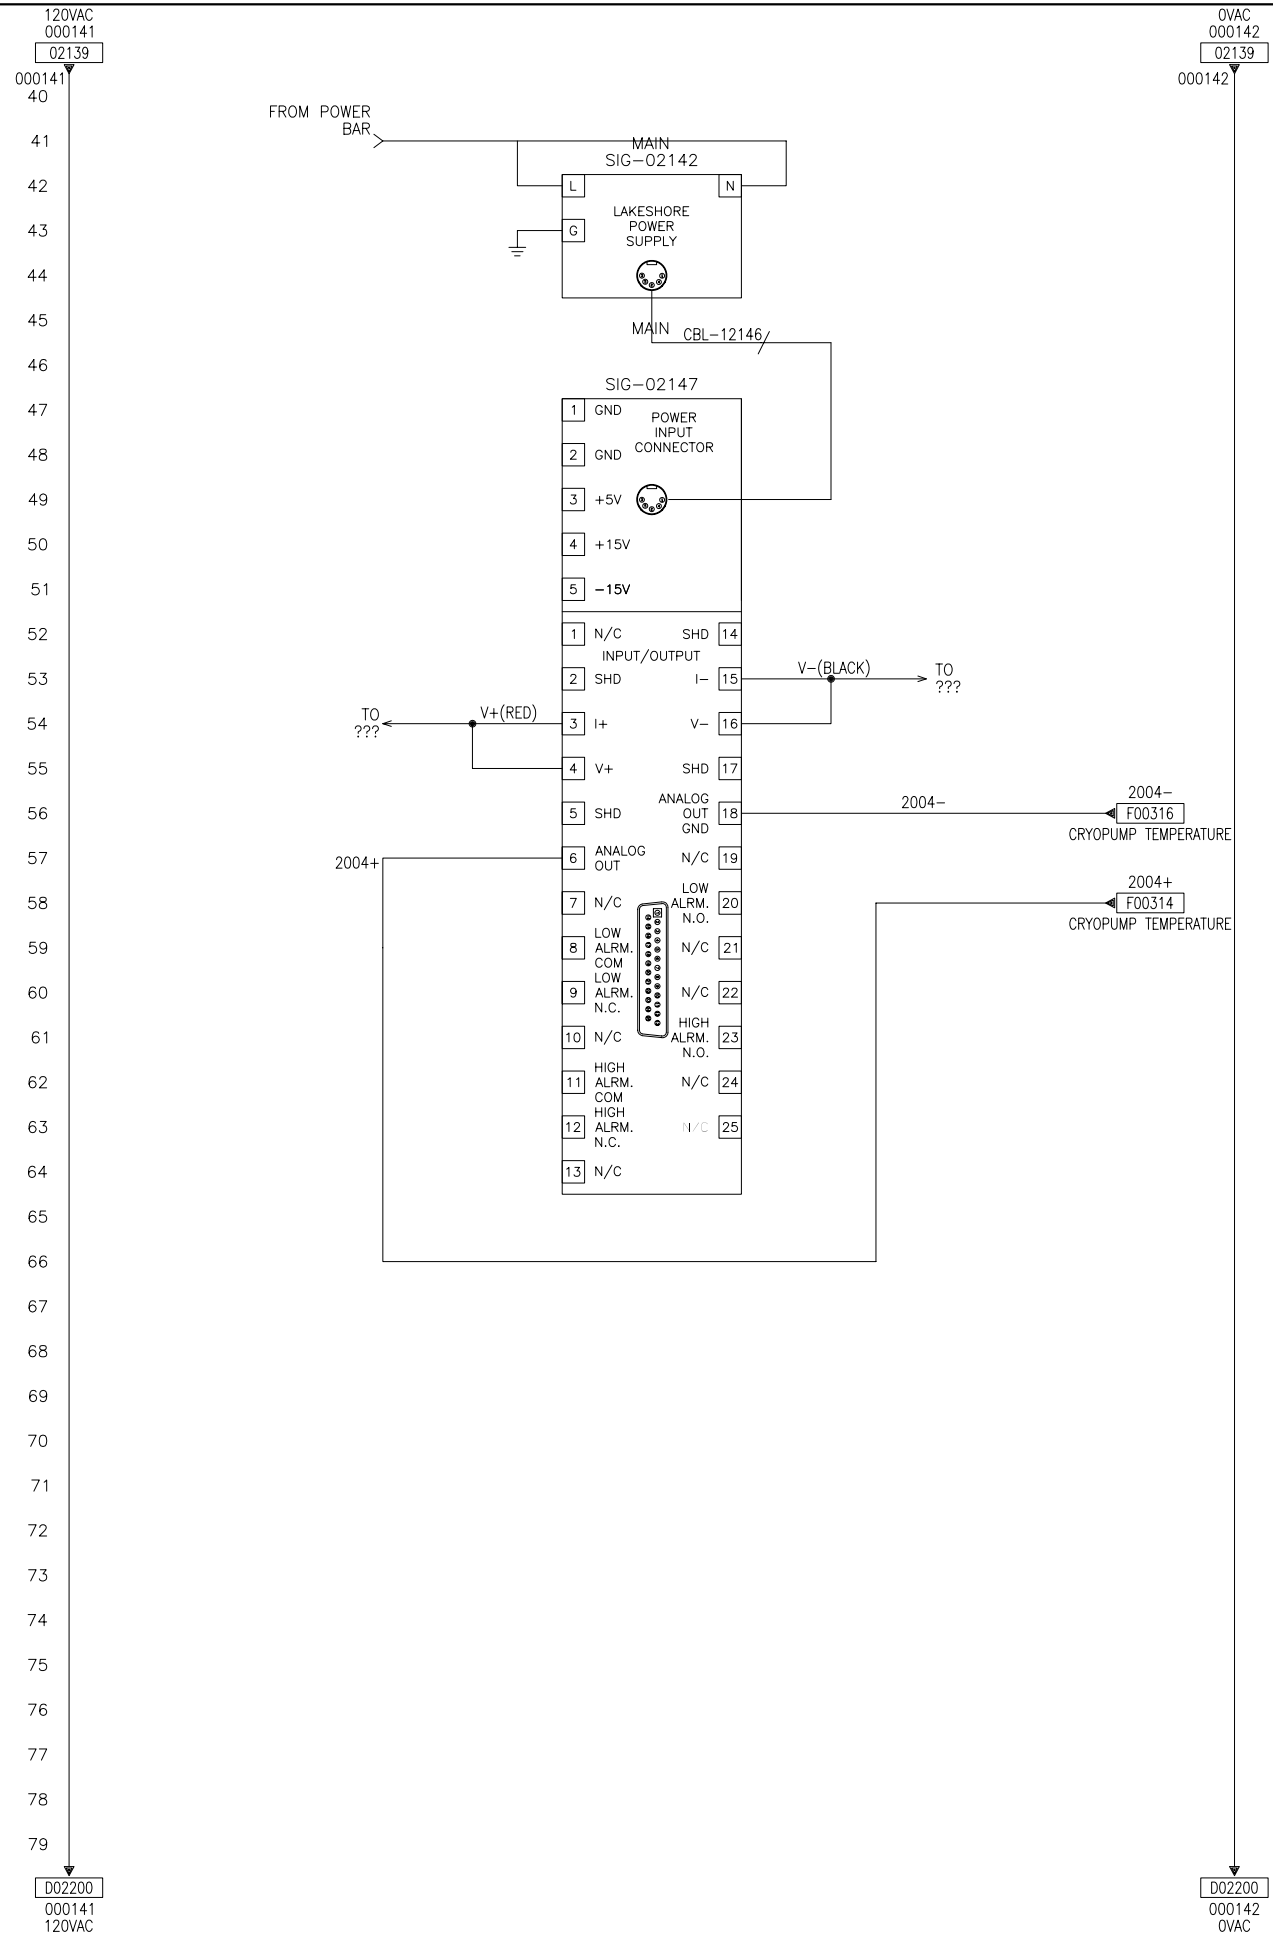 120VAC
000141
02139
000141
0VAC
000142
02139
000142
40
FROM POWER
BAR
41
MAIN
SIG-02142
42
L
N
LAKESHORE
POWER
SUPPLY
43
G
44
45
MAIN
CBL-12146
46
SIG-02147
47
1 GND
POWER
INPUT
CONNECTOR
48
2 GND
49
3 +5V
50
4 +15V
51
5 -15V
52
1 N/C
SHD 14
INPUT/OUTPUT
53
2 SHD
I- 15
V-(BLACK)
TO
???
54
TO
???
V+(RED)
3 I+
V- 16
55
4 V+
SHD 17
56
5 SHD
ANALOG
OUT
GND
18
2004-
2004-
F00316
CRYOPUMP TEMPERATURE
57
2004+
6
ANALOG
OUT
N/C 19
58
7 N/C
LOW
ALRM.
N.O.
20
2004+
F00314
CRYOPUMP TEMPERATURE
59
8
LOW
ALRM.
COM
N/C 21
60
9
LOW
ALRM.
N.C.
N/C 22
61
10 N/C
HIGH
ALRM.
N.O.
23
62
11
HIGH
ALRM.
COM
N/C 24
63
12
HIGH
ALRM.
N.C.
N/C 25
64
13 N/C
65
66
67
68
69
70
71
72
73
74
75
76
77
78
79
D02200
000141
120VAC
D02200
000142
0VAC